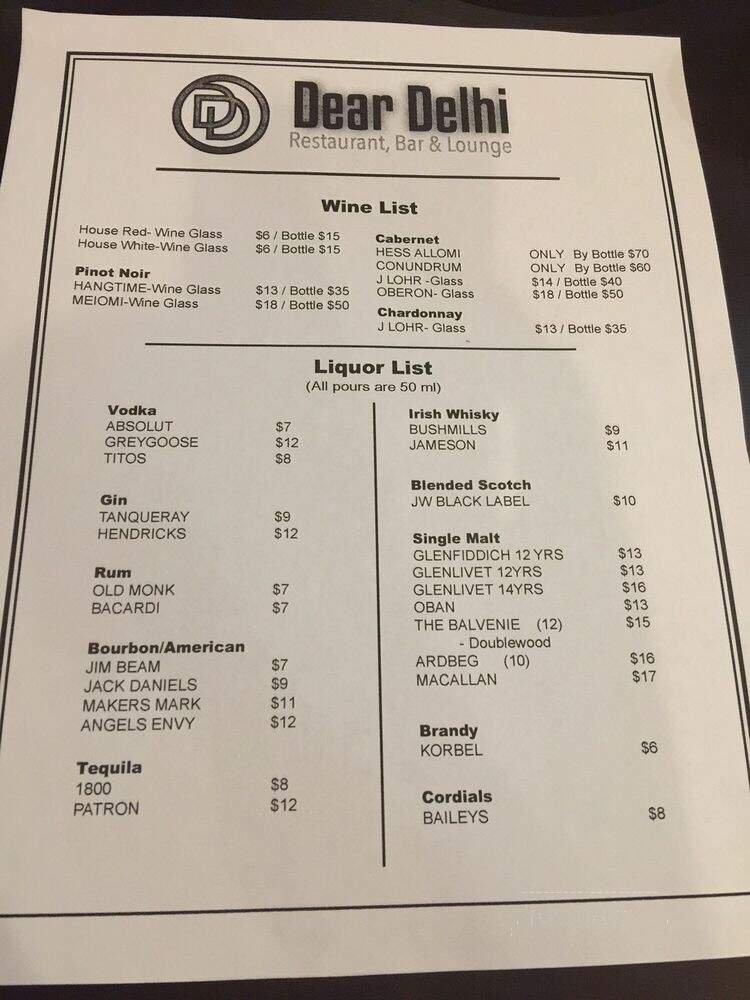 DD
Dear Delhi
Restaurant, Bar & Lounge
Wine List
House Red- Wine Glass $6 / Bottle $15
House White-Wine Glass $6 / Bottle $15
Pinot Noir
HANGTIME-Wine Glass $13 / Bottle $35
MEIOMI-Wine Glass $18 / Bottle $50
Cabernet
HESS ALLOMI ONLY By Bottle $70
CONUNDRUM ONLY By Bottle $60
J LOHR -Glass $14 / Bottle $40
OBERON- Glass $18 / Bottle $50
Chardonnay
J LOHR- Glass $13 / Bottle $35
Liquor List
(All pours are 50 ml)
Vodka
ABSOLUT $7
GREYGOOSE $12
TITOS $8
Gin
TANQUERAY $9
HENDRICKS $12
Rum
OLD MONK $7
BACARDI $7
Bourbon/American
JIM BEAM $7
JACK DANIELS $9
MAKERS MARK $11
ANGELS ENVY $12
Tequila
1800 $8
PATRON $12
Irish Whisky
BUSHMILLS $9
JAMESON $11
Blended Scotch
JW BLACK LABEL $10
Single Malt
GLENFIDDICH 12 YRS $13
GLENLIVET 12YRS $13
GLENLIVET 14YRS $16
OBAN $13
THE BALVENIE (12) $15
- Doublewood
ARDBEG (10) $16
MACALLAN $17
Brandy
KORBEL $6
Cordials
BAILEYS $8